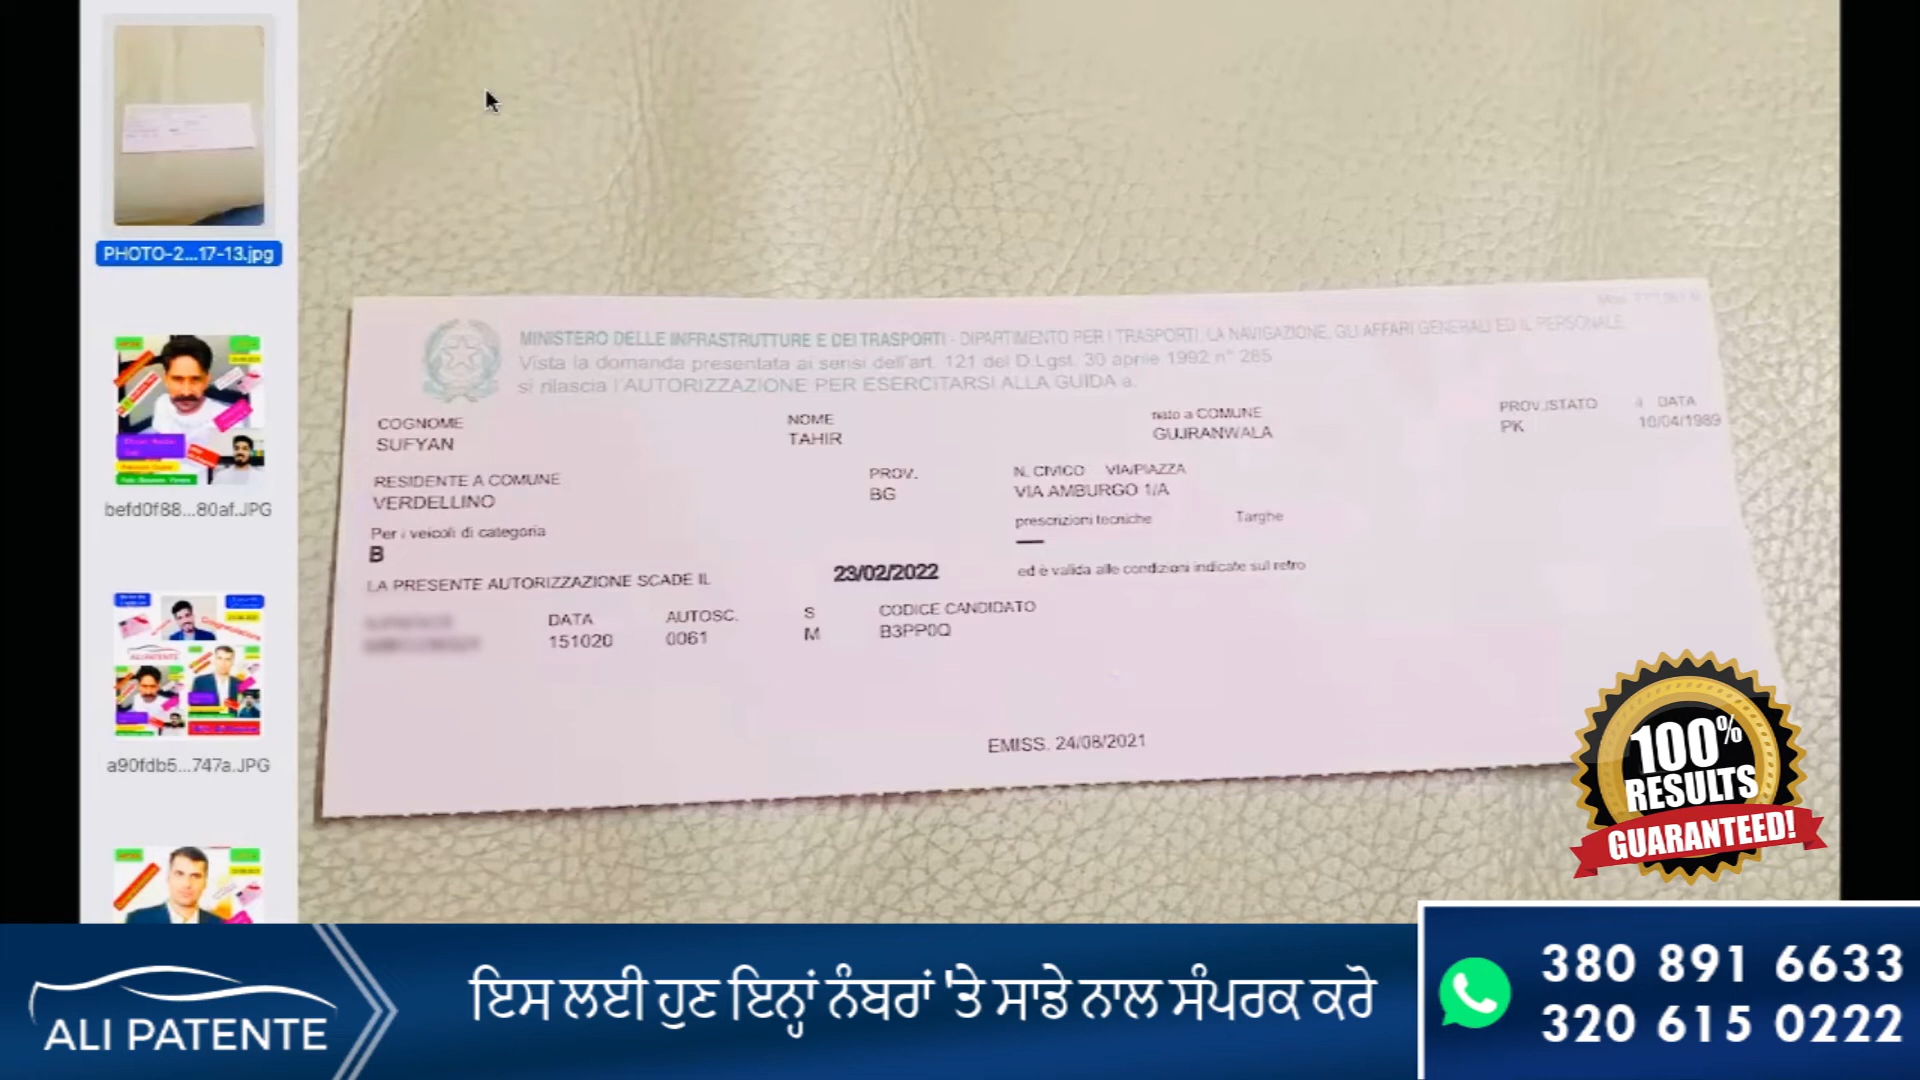 PHOTO-2...17-13.jpg
befd0f88...80af.JPG
a90fdb5...747a.JPG
MINISTERO DELLE INFRASTRUTTURE E DEI TRASPORTI - DIPARTIMENTO PER I TRASPORTI, LA NAVIGAZIONE, GLI AFFARI GENERALI ED IL PERSONALE
Vista la domanda presentata ai sensi dell'art. 121 del D.Lgst. 30 aprile 1992 n° 285
si rilascia l'AUTORIZZAZIONE PER ESERCITARSI ALLA GUIDA a:
COGNOME NOME nato a COMUNE PROV./STATO il DATA
SUFYAN TAHIR GUJRANWALA PK 10/04/1989
RESIDENTE A COMUNE PROV. N. CIVICO VIA/PIAZZA
VERDELLINO BG VIA AMBURGO 1/A
Per i veicoli di categoria prescrizioni tecniche Targhe
B
LA PRESENTE AUTORIZZAZIONE SCADE IL 23/02/2022 ed è valida alle condizioni indicate sul retro
DATA AUTOSC. S CODICE CANDIDATO
151020 0061 M B3PP0Q
EMISS. 24/08/2021
100%
RESULTS
GUARANTEED!
ALI PATENTE
ਇਸ ਲਈ ਹੁਣ ਇਨ੍ਹਾਂ ਨੰਬਰਾਂ 'ਤੇ ਸਾਡੇ ਨਾਲ ਸੰਪਰਕ ਕਰੋ
380 891 6633
320 615 0222